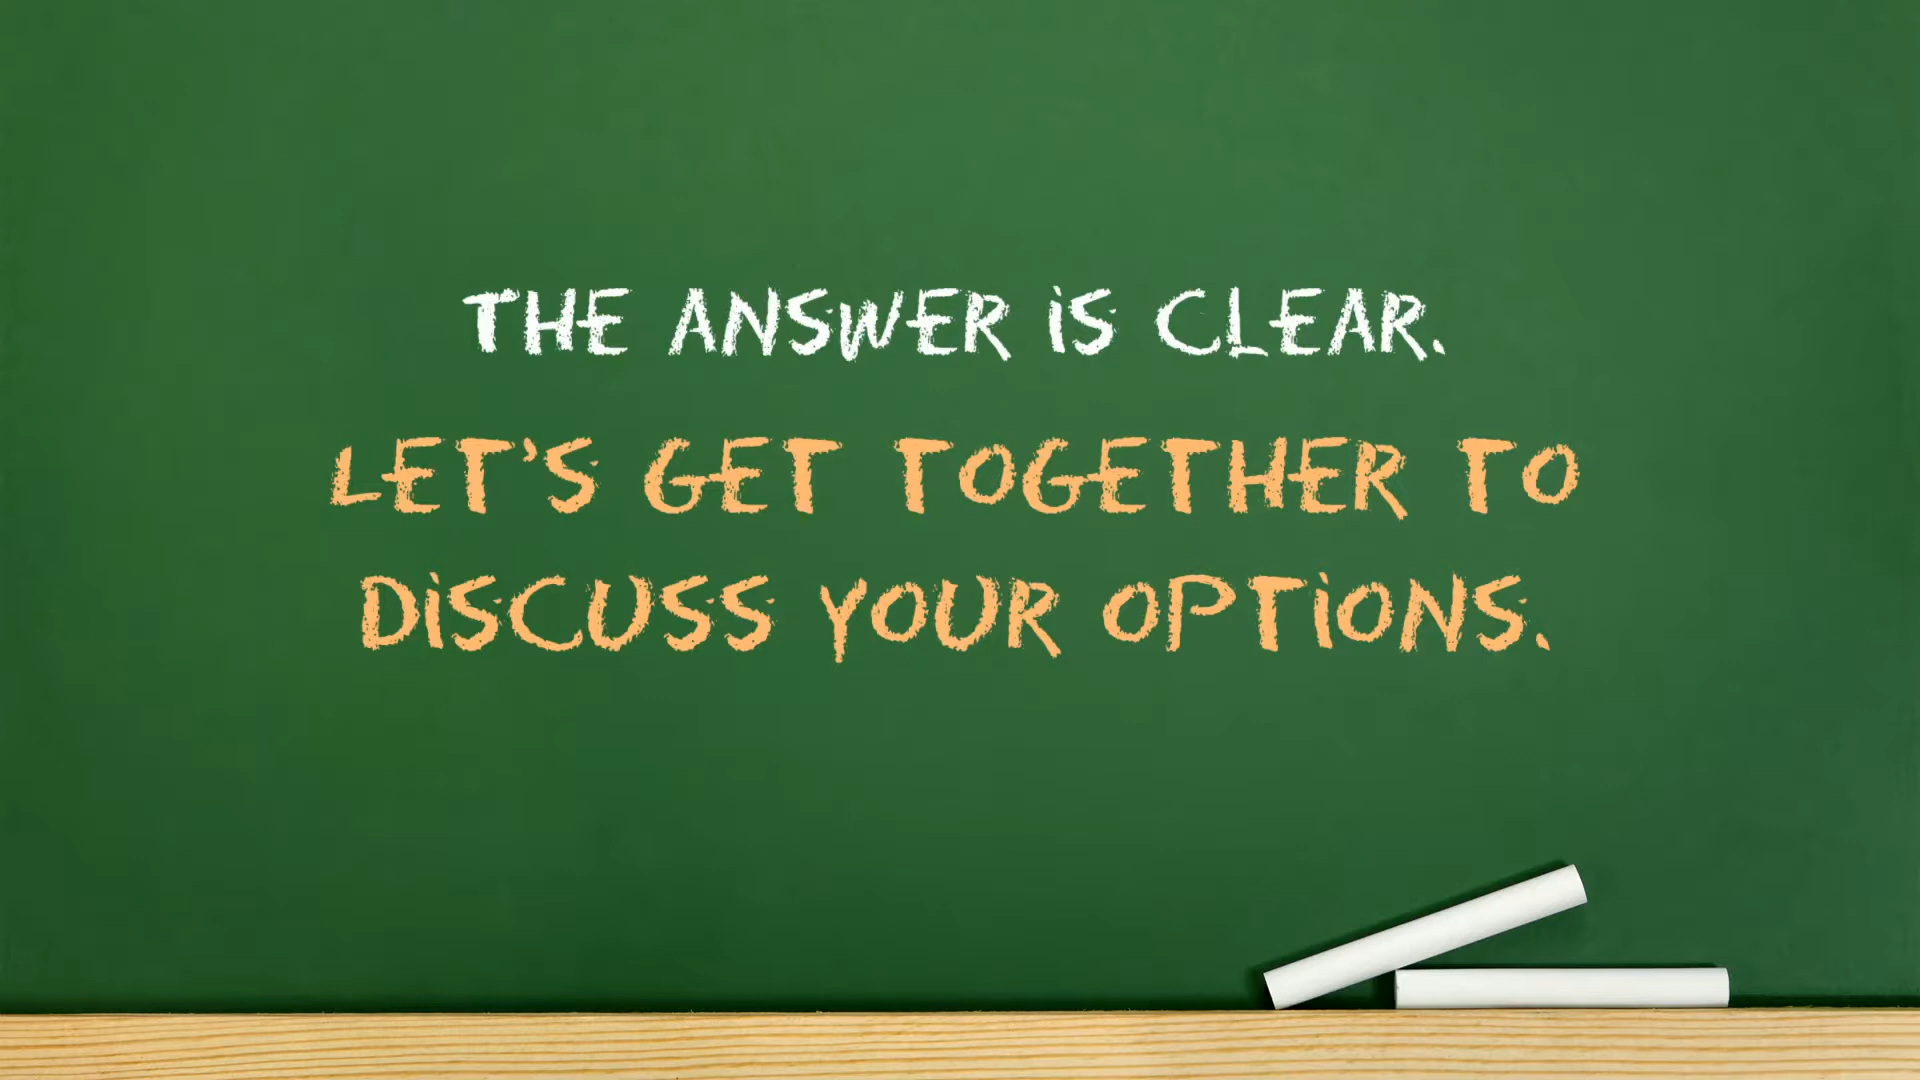 THE ANSWER IS CLEAR.
LET'S GET TOGETHER TO
DISCUSS YOUR OPTIONS.